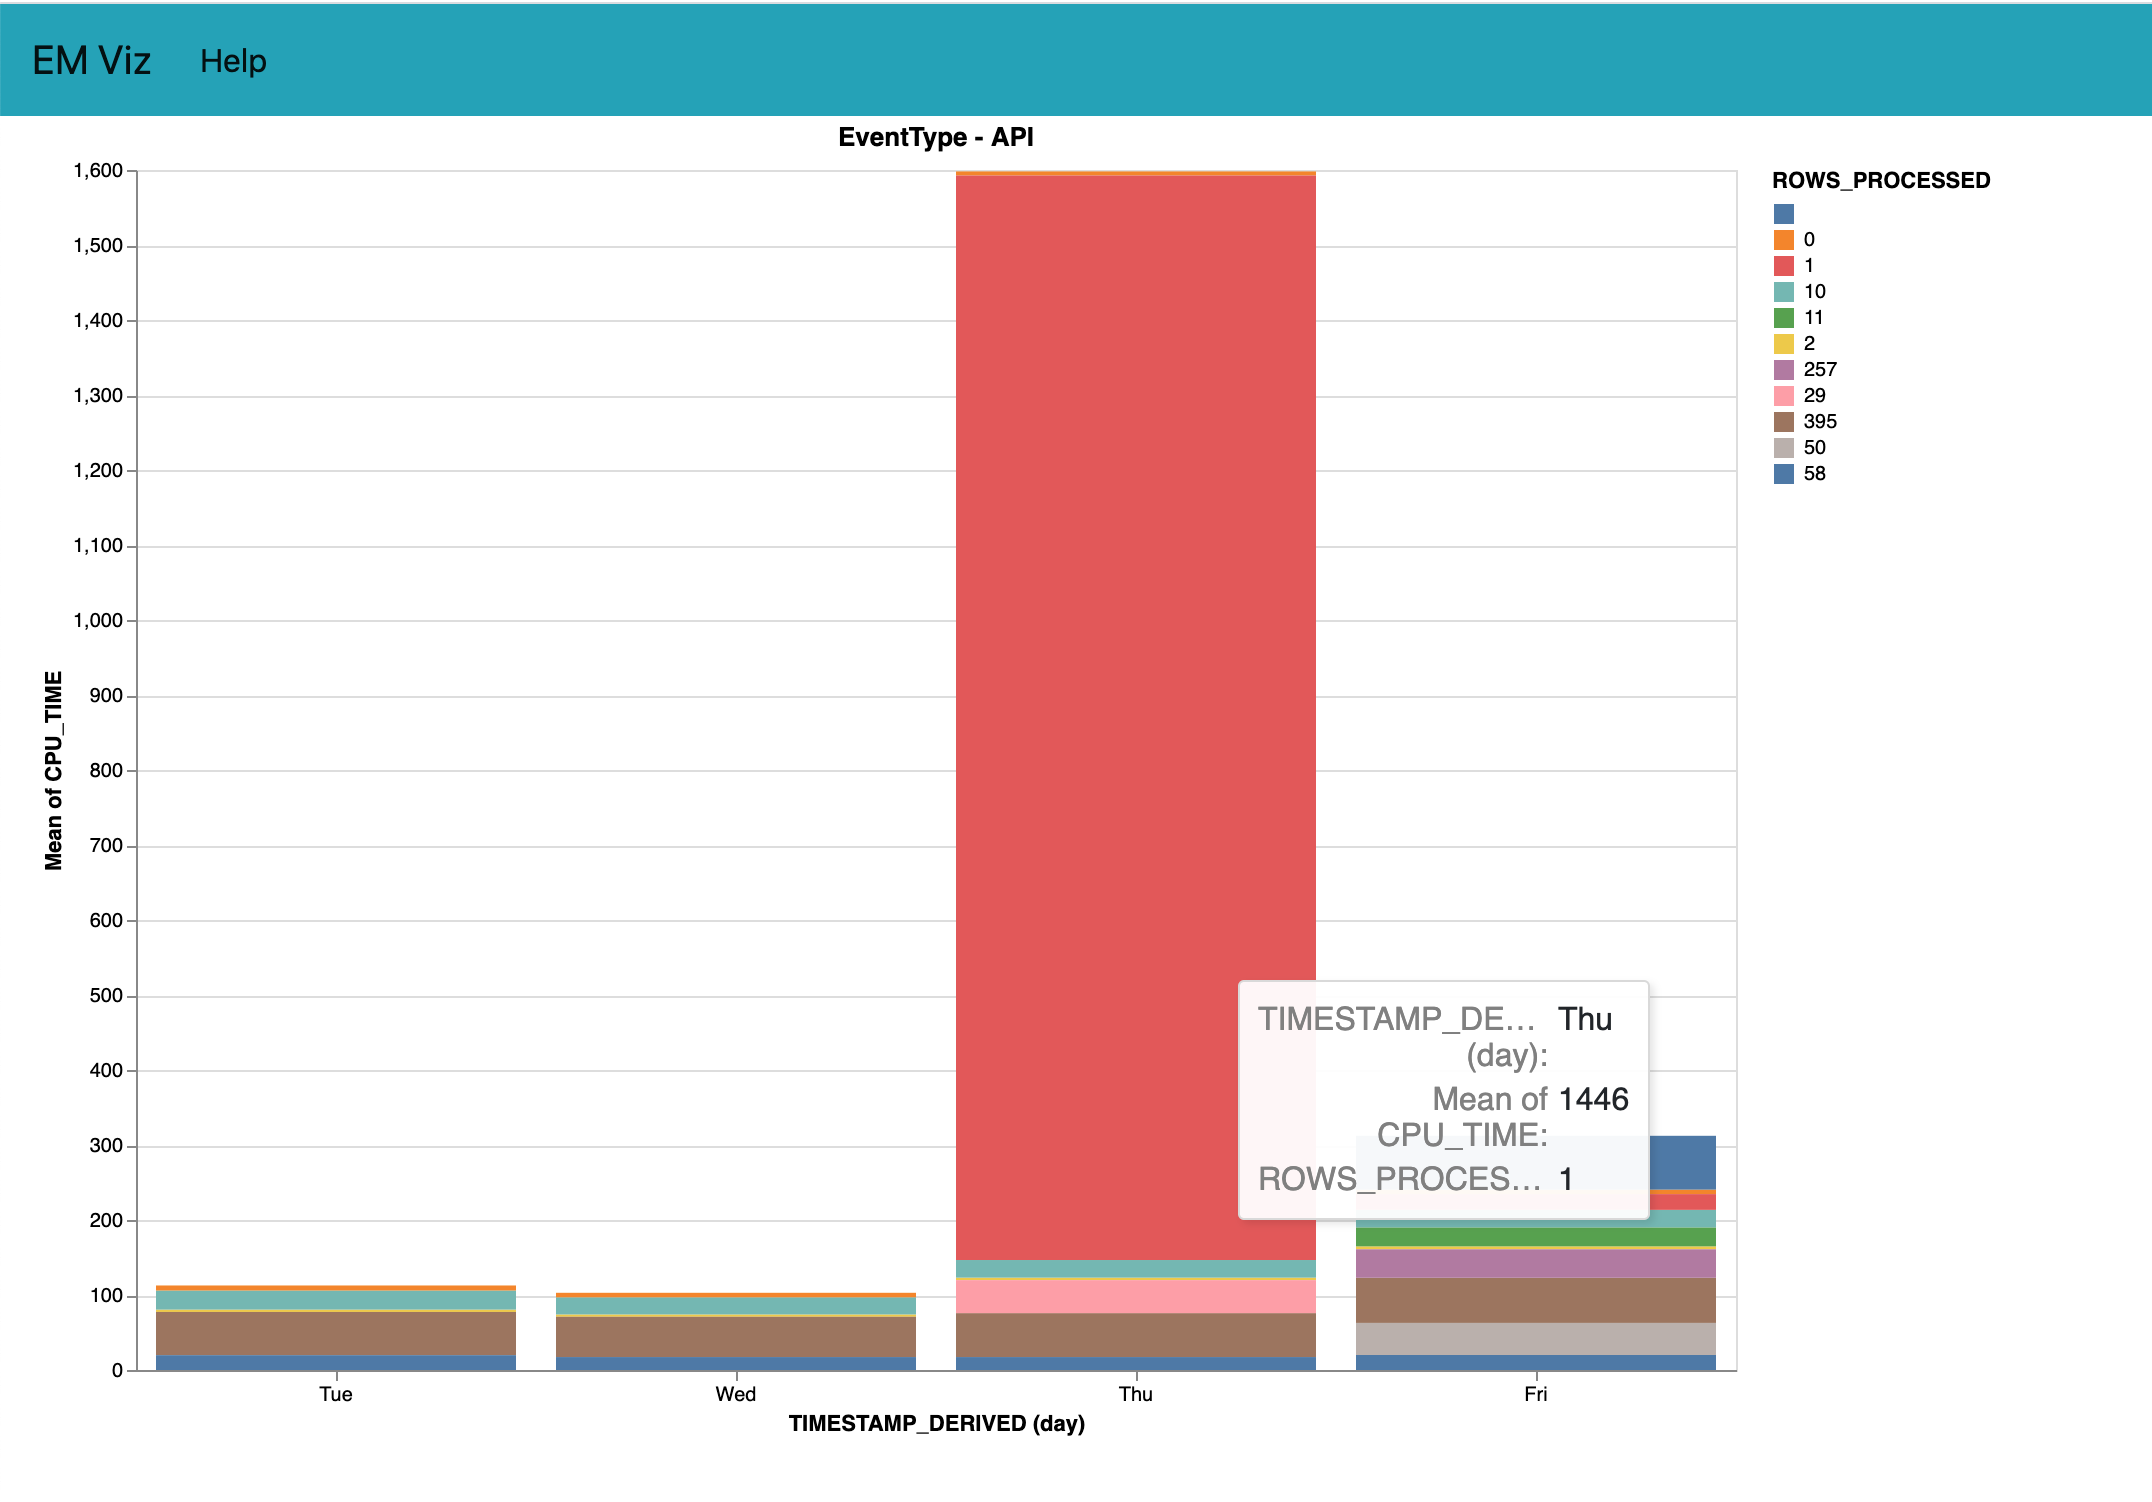 EM Viz Help
EventType - API
1,600
1,500
1,400
1,300
1,200
1,100
1,000
900
800
700
600
500
400
300
200
100
0
Mean of CPU_TIME
Tue Wed Thu Fri
TIMESTAMP_DERIVED (day)
TIMESTAMP_DE... Thu
(day):
Mean of 1446
CPU_TIME:
ROWS_PROCES... 1
ROWS_PROCESSED
0
1
10
11
2
257
29
395
50
58